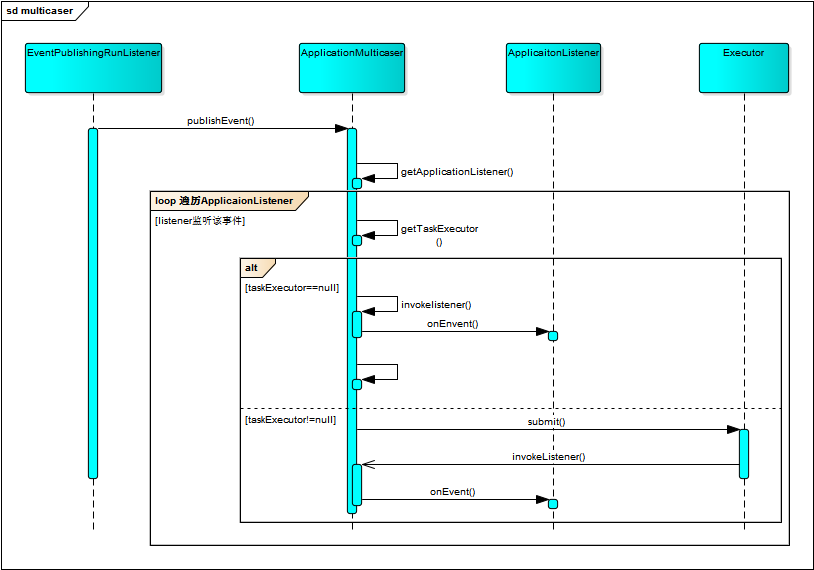 sd multicaser
EventPublishingRunListener
ApplicationMulticaser
ApplicaitonListener
Executor
publishEvent()
getApplicationListener()
loop 遍历ApplicaionListener
[listener监听该事件]
getTaskExecutor
()
alt
[taskExecutor==null]
invokelistener()
onEnvent()
[taskExecutor!=null]
submit()
invokeListener()
onEvent()